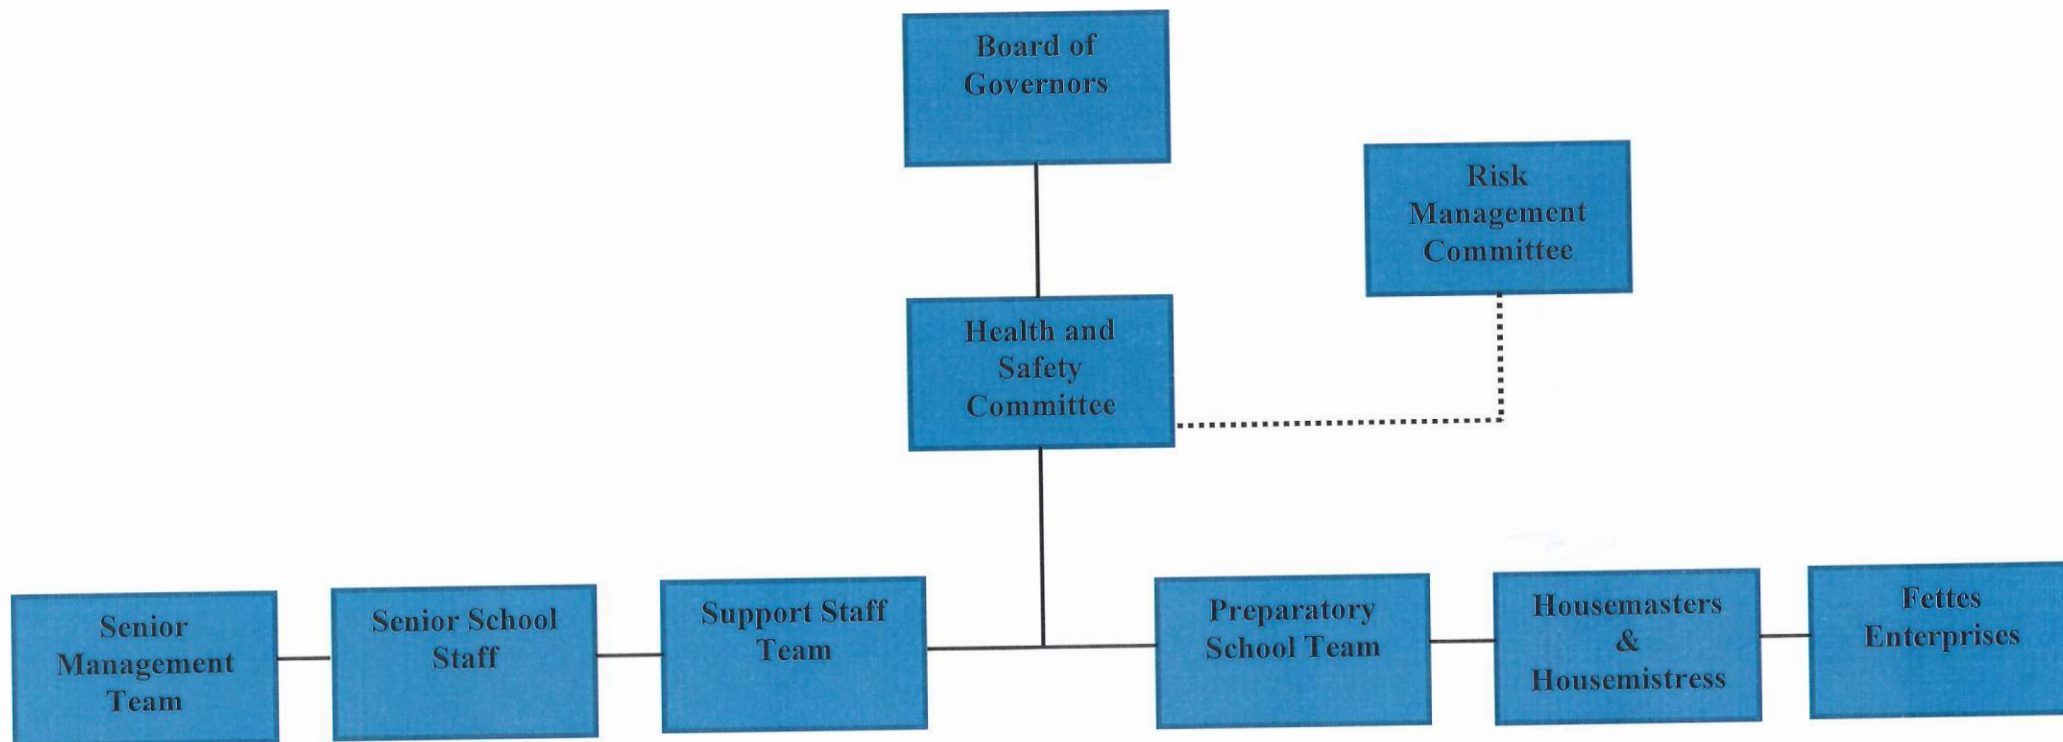 Board of
Governors
Risk
Management
Committee
Health and
Safety
Committee
Senior
Management
Team
Senior School
Staff
Support Staff
Team
Preparatory
School Team
Housemasters
&
Housemistress
Fettes
Enterprises